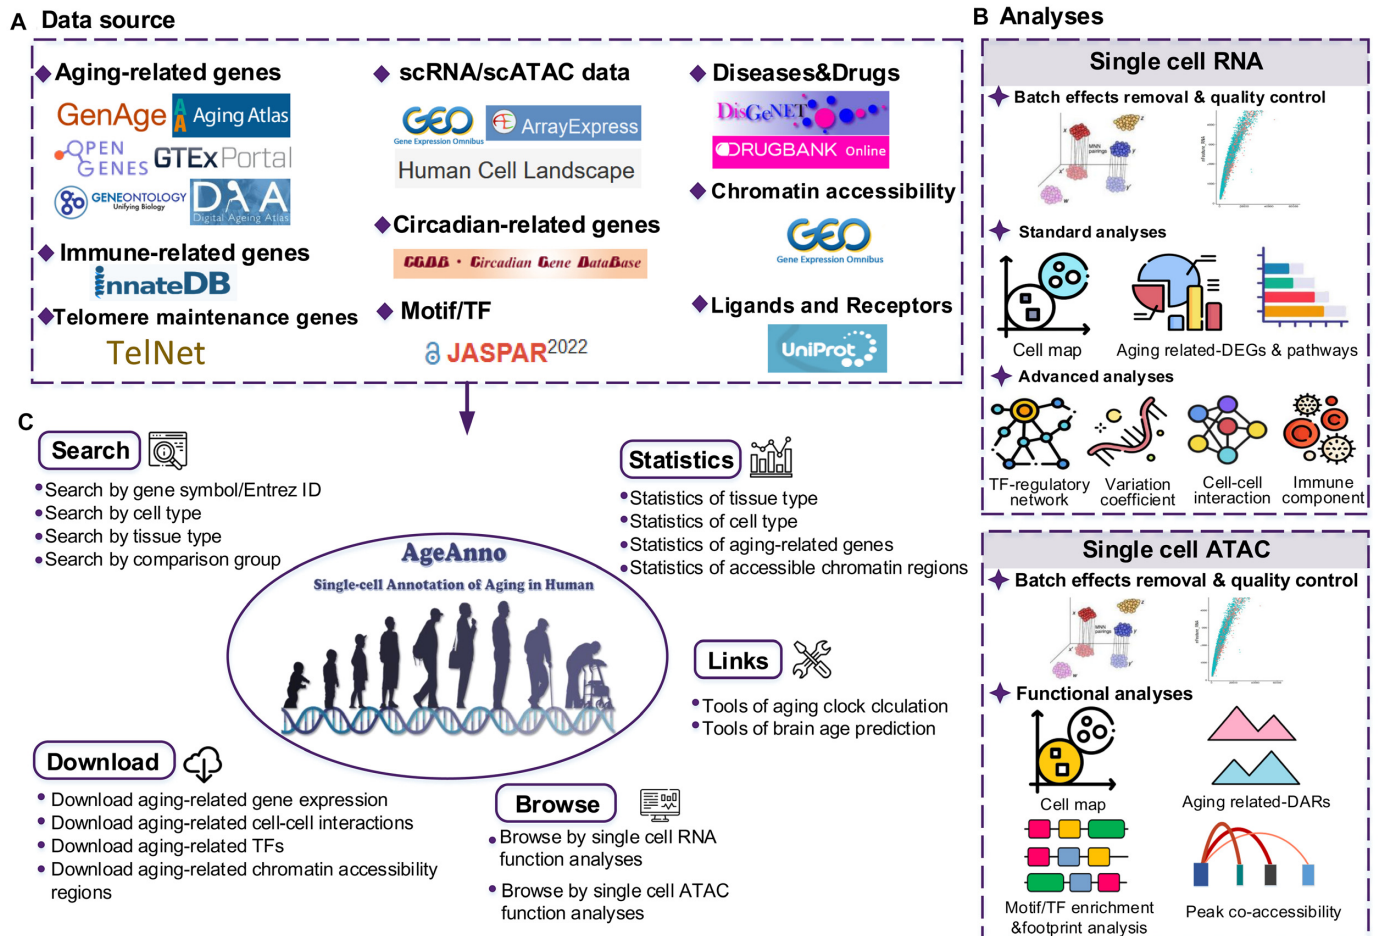 A Data source
Aging-related genes
GenAge
AA Aging Atlas
OPEN
GENES
GTExPortal
GENEONTOLOGY
Unifying Biology
DAA
Digital Ageing Atlas
Immune-related genes
InnateDB
Telomere maintenance genes
TelNet
scRNA/scATAC data
GEO
Gene Expression Omnibus
ArrayExpress
Human Cell Landscape
Circadian-related genes
CGDB · Circadian Gene DataBase
Motif/TF
JASPAR2022
Diseases&Drugs
DisGeNET
DRUGBANK Online
Chromatin accessibility
GEO
Gene Expression Omnibus
Ligands and Receptors
UniProt
B Analyses
Single cell RNA
Batch effects removal & quality control
x
z
MNN
pairings
y
x'
y'
w
Standard analyses
Cell map
Aging related-DEGs & pathways
Advanced analyses
TF-regulatory
network
Variation
coefficient
Cell-cell
interaction
Immune
component
Single cell ATAC
Batch effects removal & quality control
x
z
MNN
pairings
y
x'
y'
w
Functional analyses
Cell map
Aging related-DARs
Motif/TF enrichment
&footprint analysis
Peak co-accessibility
C
Search
Search by gene symbol/Entrez ID
Search by cell type
Search by tissue type
Search by comparison group
Statistics
Statistics of tissue type
Statistics of cell type
Statistics of aging-related genes
Statistics of accessible chromatin regions
AgeAnno
Single-cell Annotation of Aging in Human
Links
Tools of aging clock clculation
Tools of brain age prediction
Download
Download aging-related gene expression
Download aging-related cell-cell interactions
Download aging-related TFs
Download aging-related chromatin accessibility
regions
Browse
Browse by single cell RNA
function analyses
Browse by single cell ATAC
function analyses